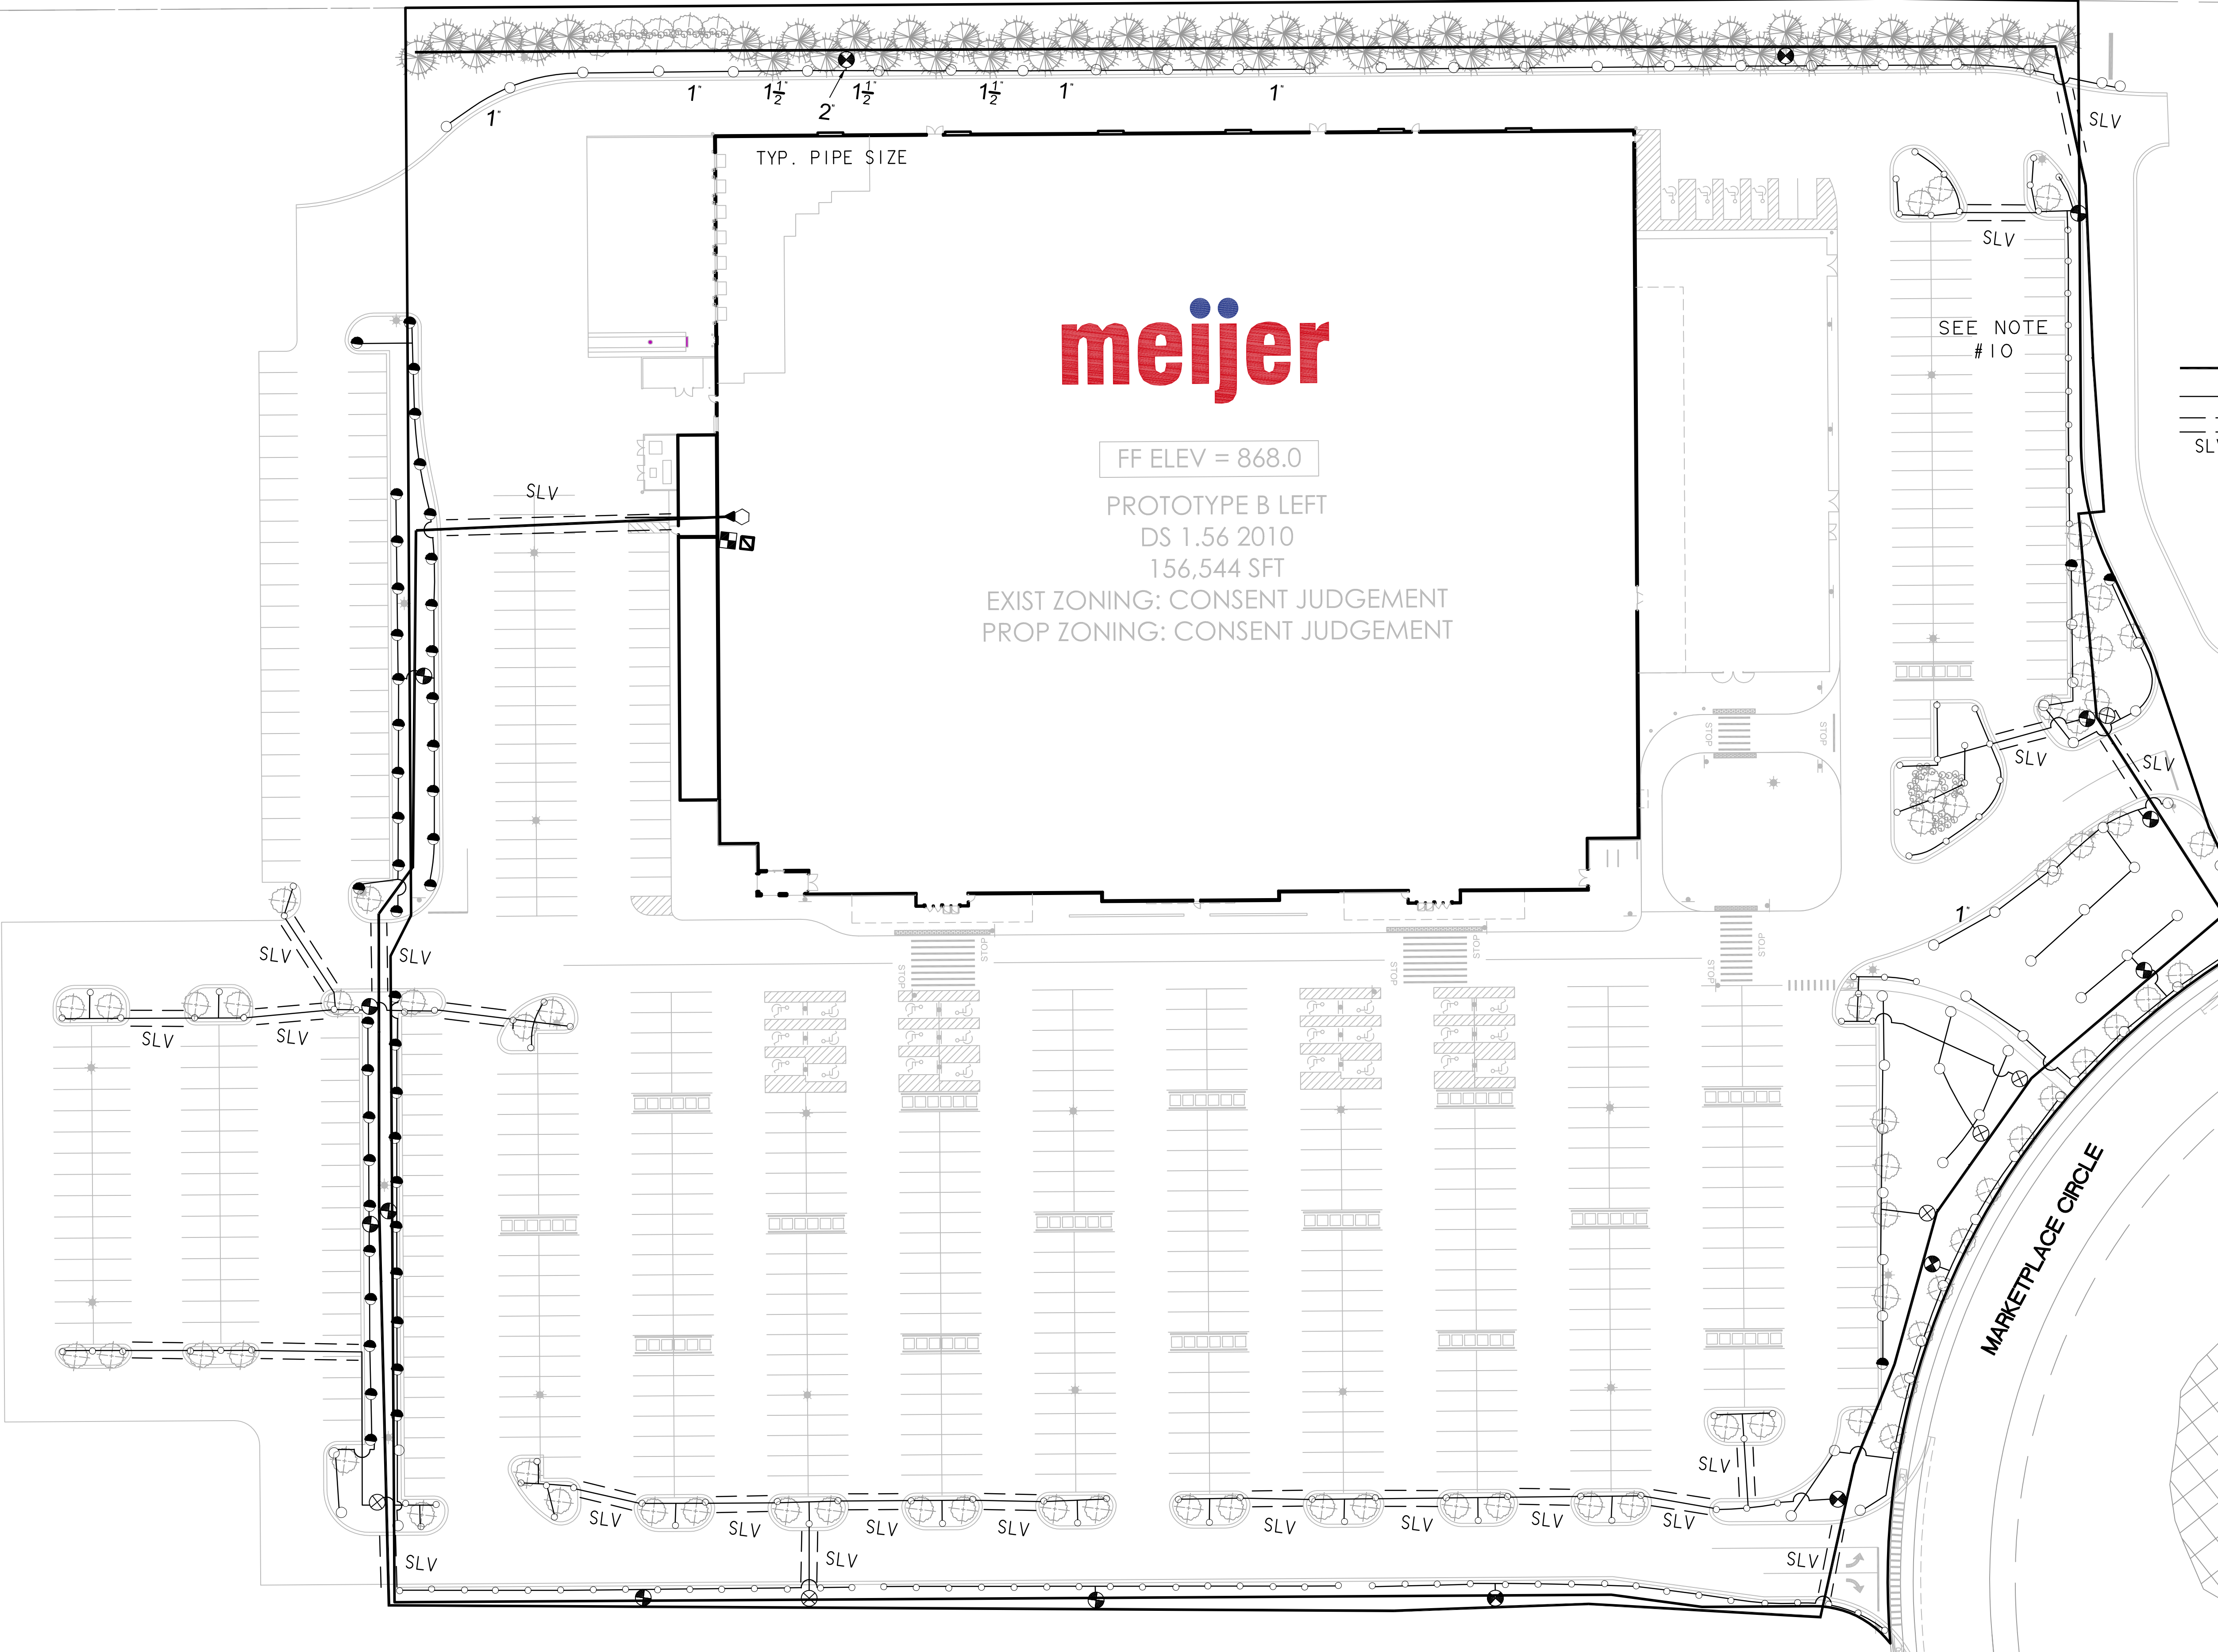 1"
1"
1½"
2"
1½"
1½"
1"
1"
SLV
TYP. PIPE SIZE
SLV
meijer
SEE NOTE
#10
SLV
FF ELEV = 868.0
SLV
PROTOTYPE B LEFT
DS 1.56 2010
156,544 SFT
EXIST ZONING: CONSENT JUDGEMENT
PROP ZONING: CONSENT JUDGEMENT
STOP
STOP
SLV
SLV
1"
SLV
SLV
STOP
STOP
STOP
STOP
STOP
STOP
SLV
SLV
MARKETPLACE CIRCLE
SLV
SLV
SLV
SLV
SLV
SLV
SLV
SLV
SLV
SLV
SLV
SLV